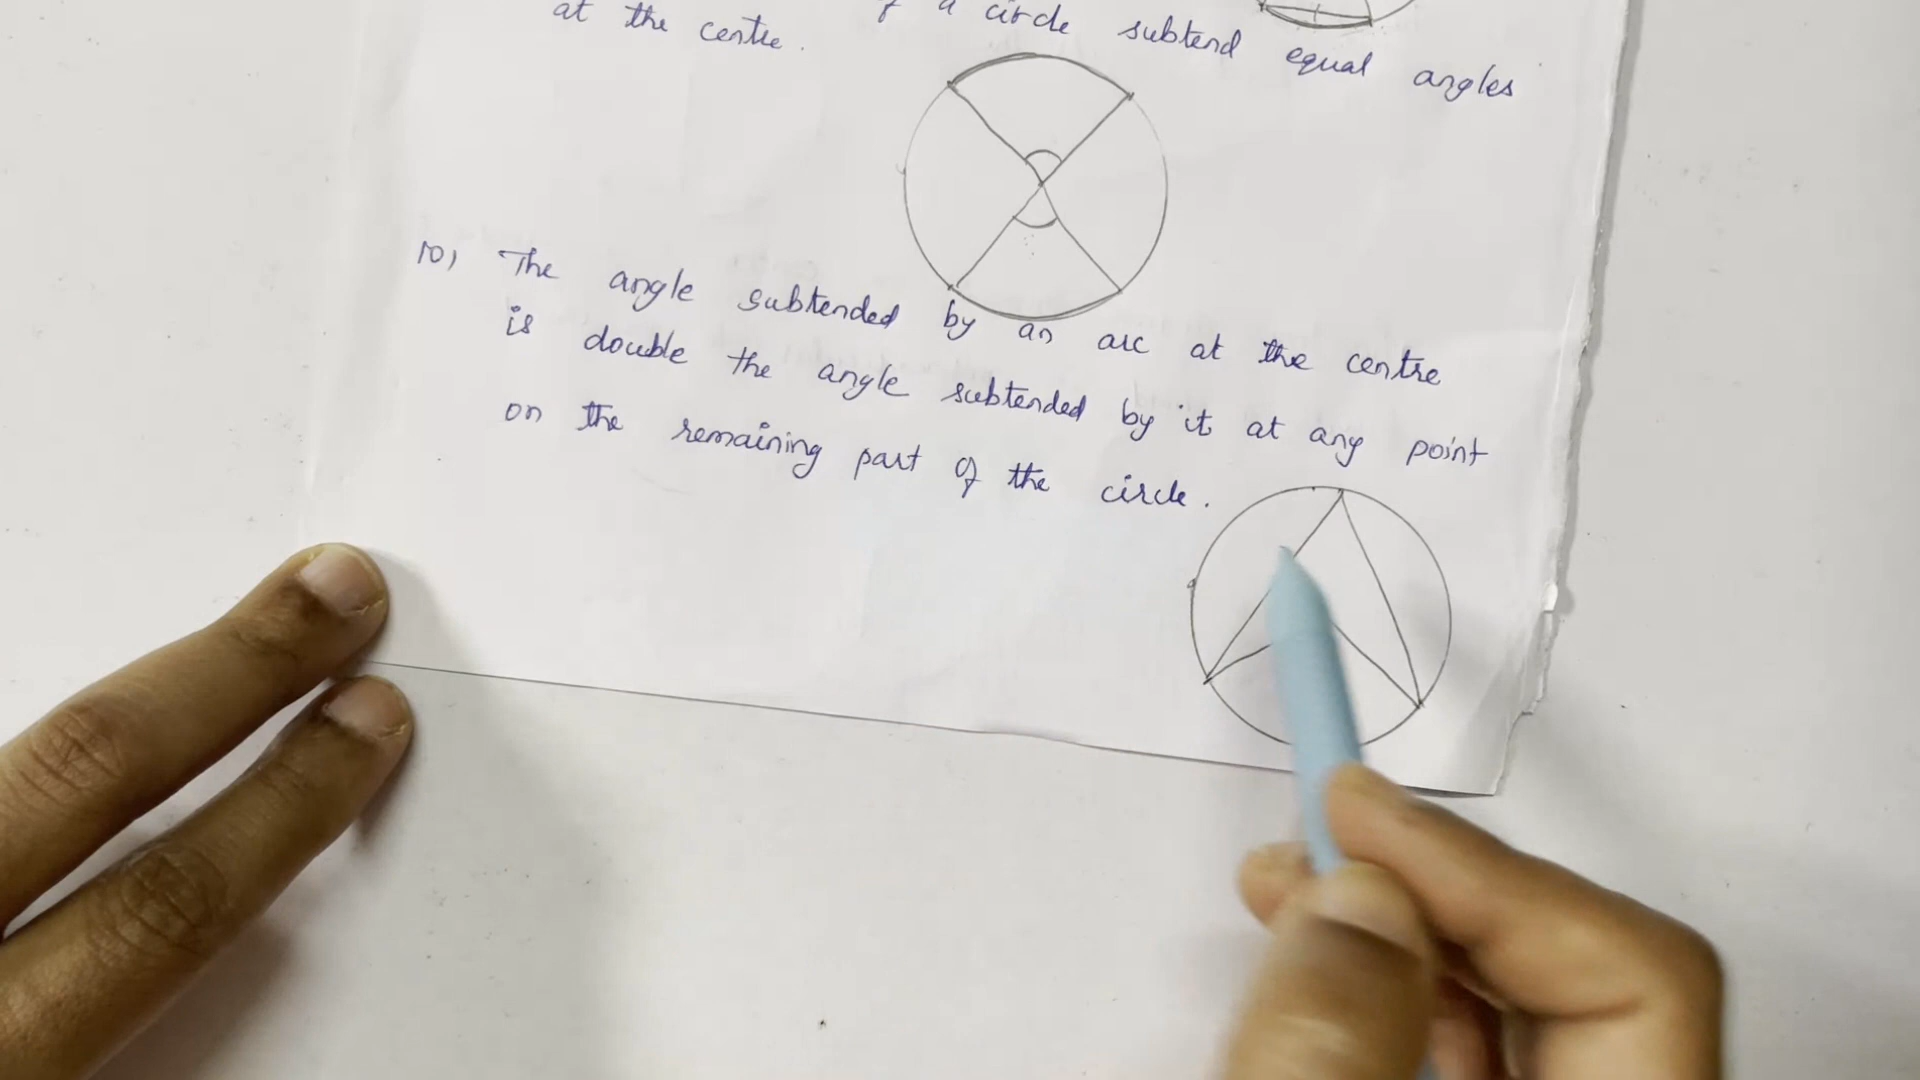 of a circle subtend equal angles
at the centre.
10) The angle subtended by an arc at the centre
is double the angle subtended by it at any point
on the remaining part of the circle.